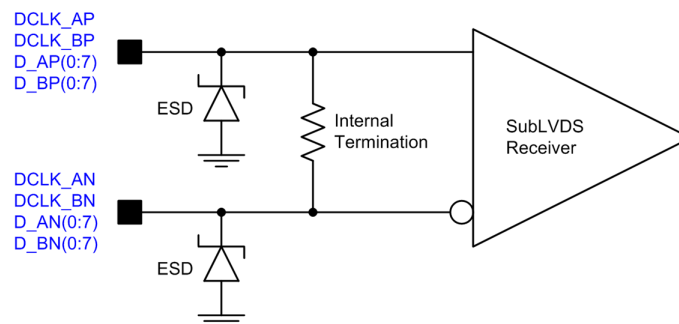 DCLK_AP
DCLK_BP
D_AP(0:7)
D_BP(0:7)
ESD
Internal
Termination
SubLVDS
Receiver
DCLK_AN
DCLK_BN
D_AN(0:7)
D_BN(0:7)
ESD